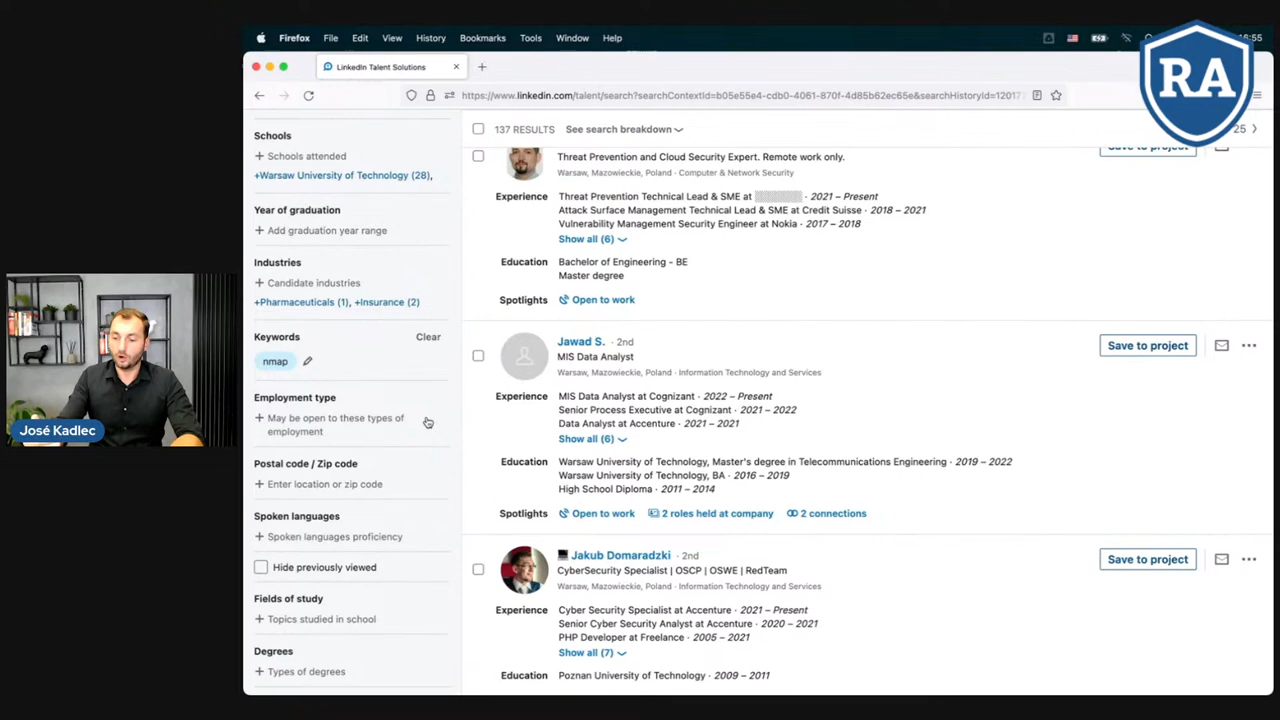 Firefox File Edit View History Bookmarks Tools Window Help
16:55
LinkedIn Talent Solutions
https://www.linkedin.com/talent/search?searchContextId=b05e55e4-cdb0-4061-870f-4d85b62ec65e&searchHistoryId=12017
RA
Schools
+ Schools attended
+Warsaw University of Technology (28),
Year of graduation
+ Add graduation year range
Industries
+ Candidate industries
+Pharmaceuticals (1), +Insurance (2)
Keywords Clear
nmap
Employment type
+ May be open to these types of
employment
Postal code / Zip code
+ Enter location or zip code
Spoken languages
+ Spoken languages proficiency
Hide previously viewed
Fields of study
+ Topics studied in school
Degrees
+ Types of degrees
137 RESULTS See search breakdown
25
Save to project
Threat Prevention and Cloud Security Expert. Remote work only.
Warsaw, Mazowieckie, Poland · Computer & Network Security
Experience Threat Prevention Technical Lead & SME at · 2021 – Present
Attack Surface Management Technical Lead & SME at Credit Suisse · 2018 – 2021
Vulnerability Management Security Engineer at Nokia · 2017 – 2018
Show all (6)
Education Bachelor of Engineering - BE
Master degree
Spotlights Open to work
Jawad S. · 2nd Save to project
MIS Data Analyst
Warsaw, Mazowieckie, Poland · Information Technology and Services
Experience MIS Data Analyst at Cognizant · 2022 – Present
Senior Process Executive at Cognizant · 2021 – 2022
Data Analyst at Accenture · 2021 – 2021
Show all (6)
Education Warsaw University of Technology, Master's degree in Telecommunications Engineering · 2019 – 2022
Warsaw University of Technology, BA · 2016 – 2019
High School Diploma · 2011 – 2014
Spotlights Open to work 2 roles held at company 2 connections
Jakub Domaradzki · 2nd Save to project
CyberSecurity Specialist | OSCP | OSWE | RedTeam
Warsaw, Mazowieckie, Poland · Information Technology and Services
Experience Cyber Security Specialist at Accenture · 2021 – Present
Senior Cyber Security Analyst at Accenture · 2020 – 2021
PHP Developer at Freelance · 2005 – 2021
Show all (7)
Education Poznan University of Technology · 2009 – 2011
José Kadlec